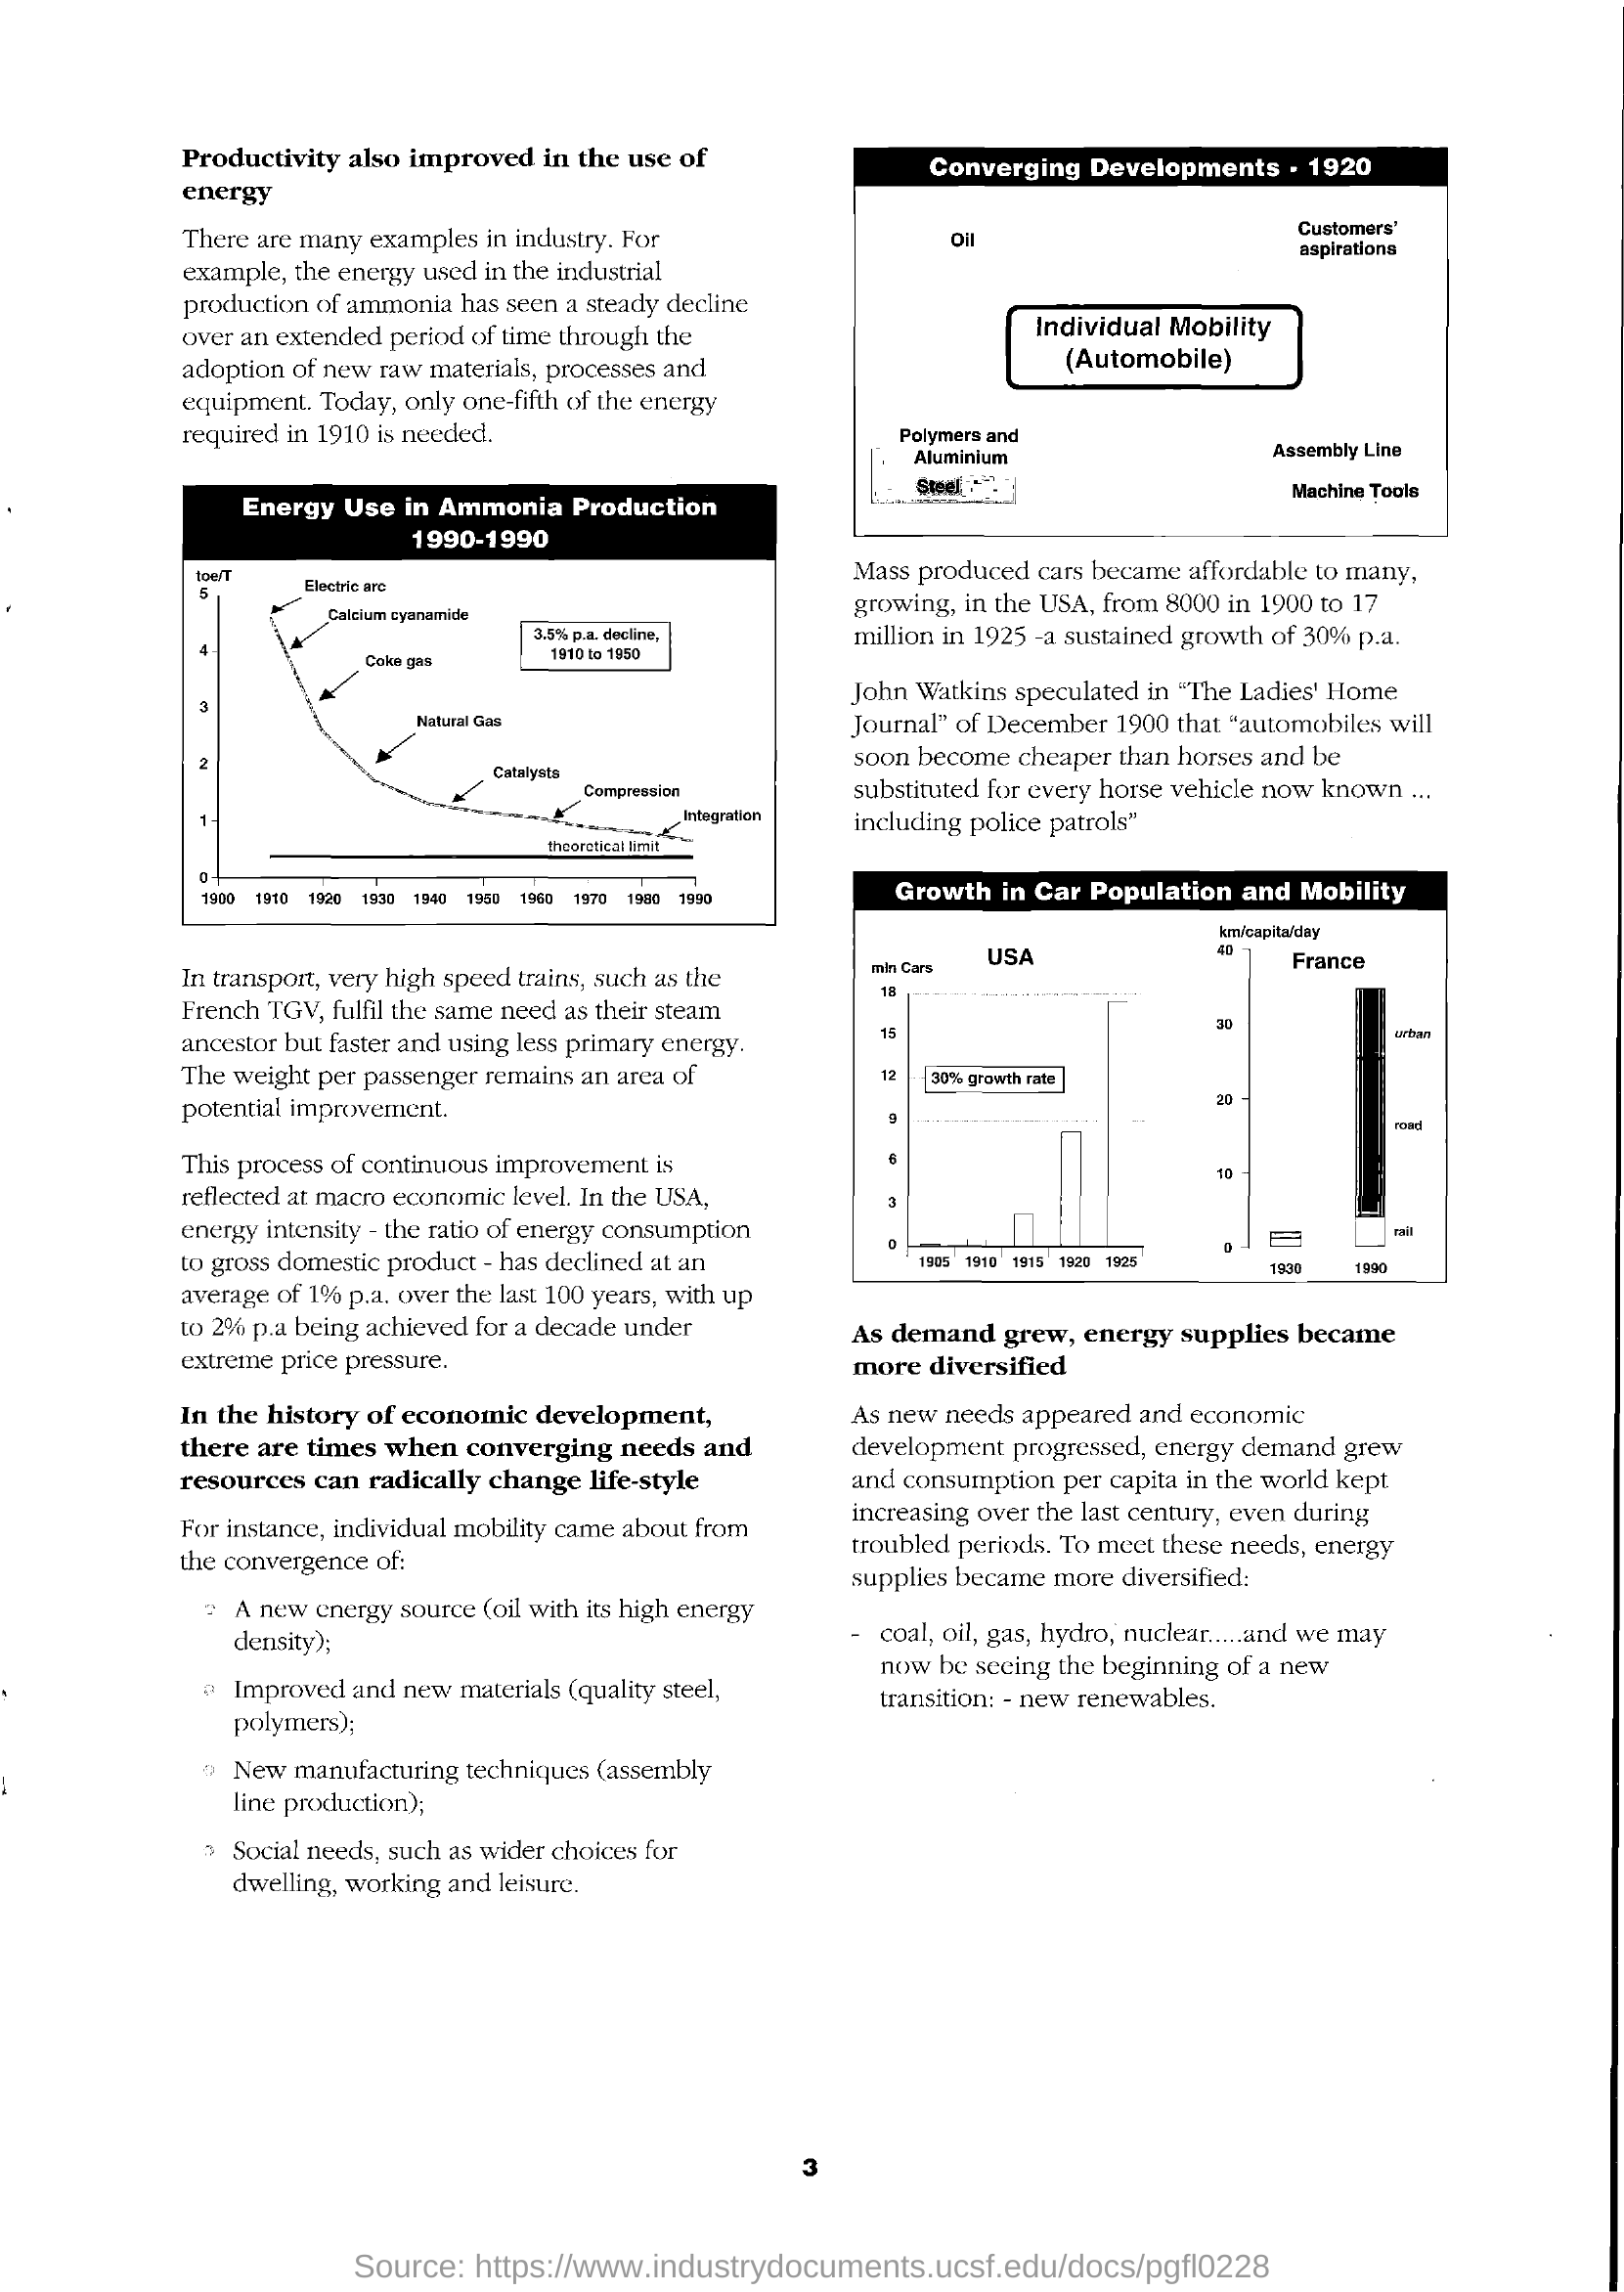 Productivity also improved in the use of
energy
There are many examples in industry. For
example, the energy used in the industrial
production of ammonia has seen a steady decline
over an extended period of time through the
adoption of new raw materials, processes and
equipment. Today, only one-fifth of the energy
required in 1910 is needed.
Energy Use in Ammonia Production
1990-1990
toe/T
5
4
3
2
1
0
Electric arc
Calcium cyanamide
3.5% p.a. decline,
1910 to 1950
Coke gas
Natural Gas
Catalysts
Compression
Integration
theoretical limit
1900 1910 1920 1930 1940 1950 1960 1970 1980 1990
In transport, very high speed trains, such as the
French TGV, fulfil the same need as their steam
ancestor but faster and using less primary energy.
The weight per passenger remains an area of
potential improvement.
This process of continuous improvement is
reflected at macro economic level. In the USA,
energy intensity - the ratio of energy consumption
to gross domestic product - has declined at an
average of 1% p.a. over the last 100 years, with up
to 2% p.a being achieved for a decade under
extreme price pressure.
In the history of economic development,
there are times when converging needs and
resources can radically change life-style
For instance, individual mobility came about from
the convergence of:
A new energy source (oil with its high energy
density);
Improved and new materials (quality steel,
polymers);
New manufacturing techniques (assembly
line production);
Social needs, such as wider choices for
dwelling, working and leisure.
Converging Developments - 1920
Oil
Customers'
aspirations
Individual Mobility
(Automobile)
Polymers and
Aluminium
Steel
Assembly Line
Machine Tools
Mass produced cars became affordable to many,
growing, in the USA, from 8000 in 1900 to 17
million in 1925 -a sustained growth of 30% p.a.
John Watkins speculated in “The Ladies' Home
Journal” of December 1900 that “automobiles will
soon become cheaper than horses and be
substituted for every horse vehicle now known ...
including police patrols”
Growth in Car Population and Mobility
mln Cars
USA
18
15
12
9
6
3
0
30% growth rate
1905 1910 1915 1920 1925
km/capita/day
France
40
30
20
10
0
urban
road
rail
1930 1990
As demand grew, energy supplies became
more diversified
As new needs appeared and economic
development progressed, energy demand grew
and consumption per capita in the world kept
increasing over the last century, even during
troubled periods. To meet these needs, energy
supplies became more diversified:
- coal, oil, gas, hydro, nuclear.....and we may
now be seeing the beginning of a new
transition: - new renewables.
3
Source: https://www.industrydocuments.ucsf.edu/docs/pgfl0228